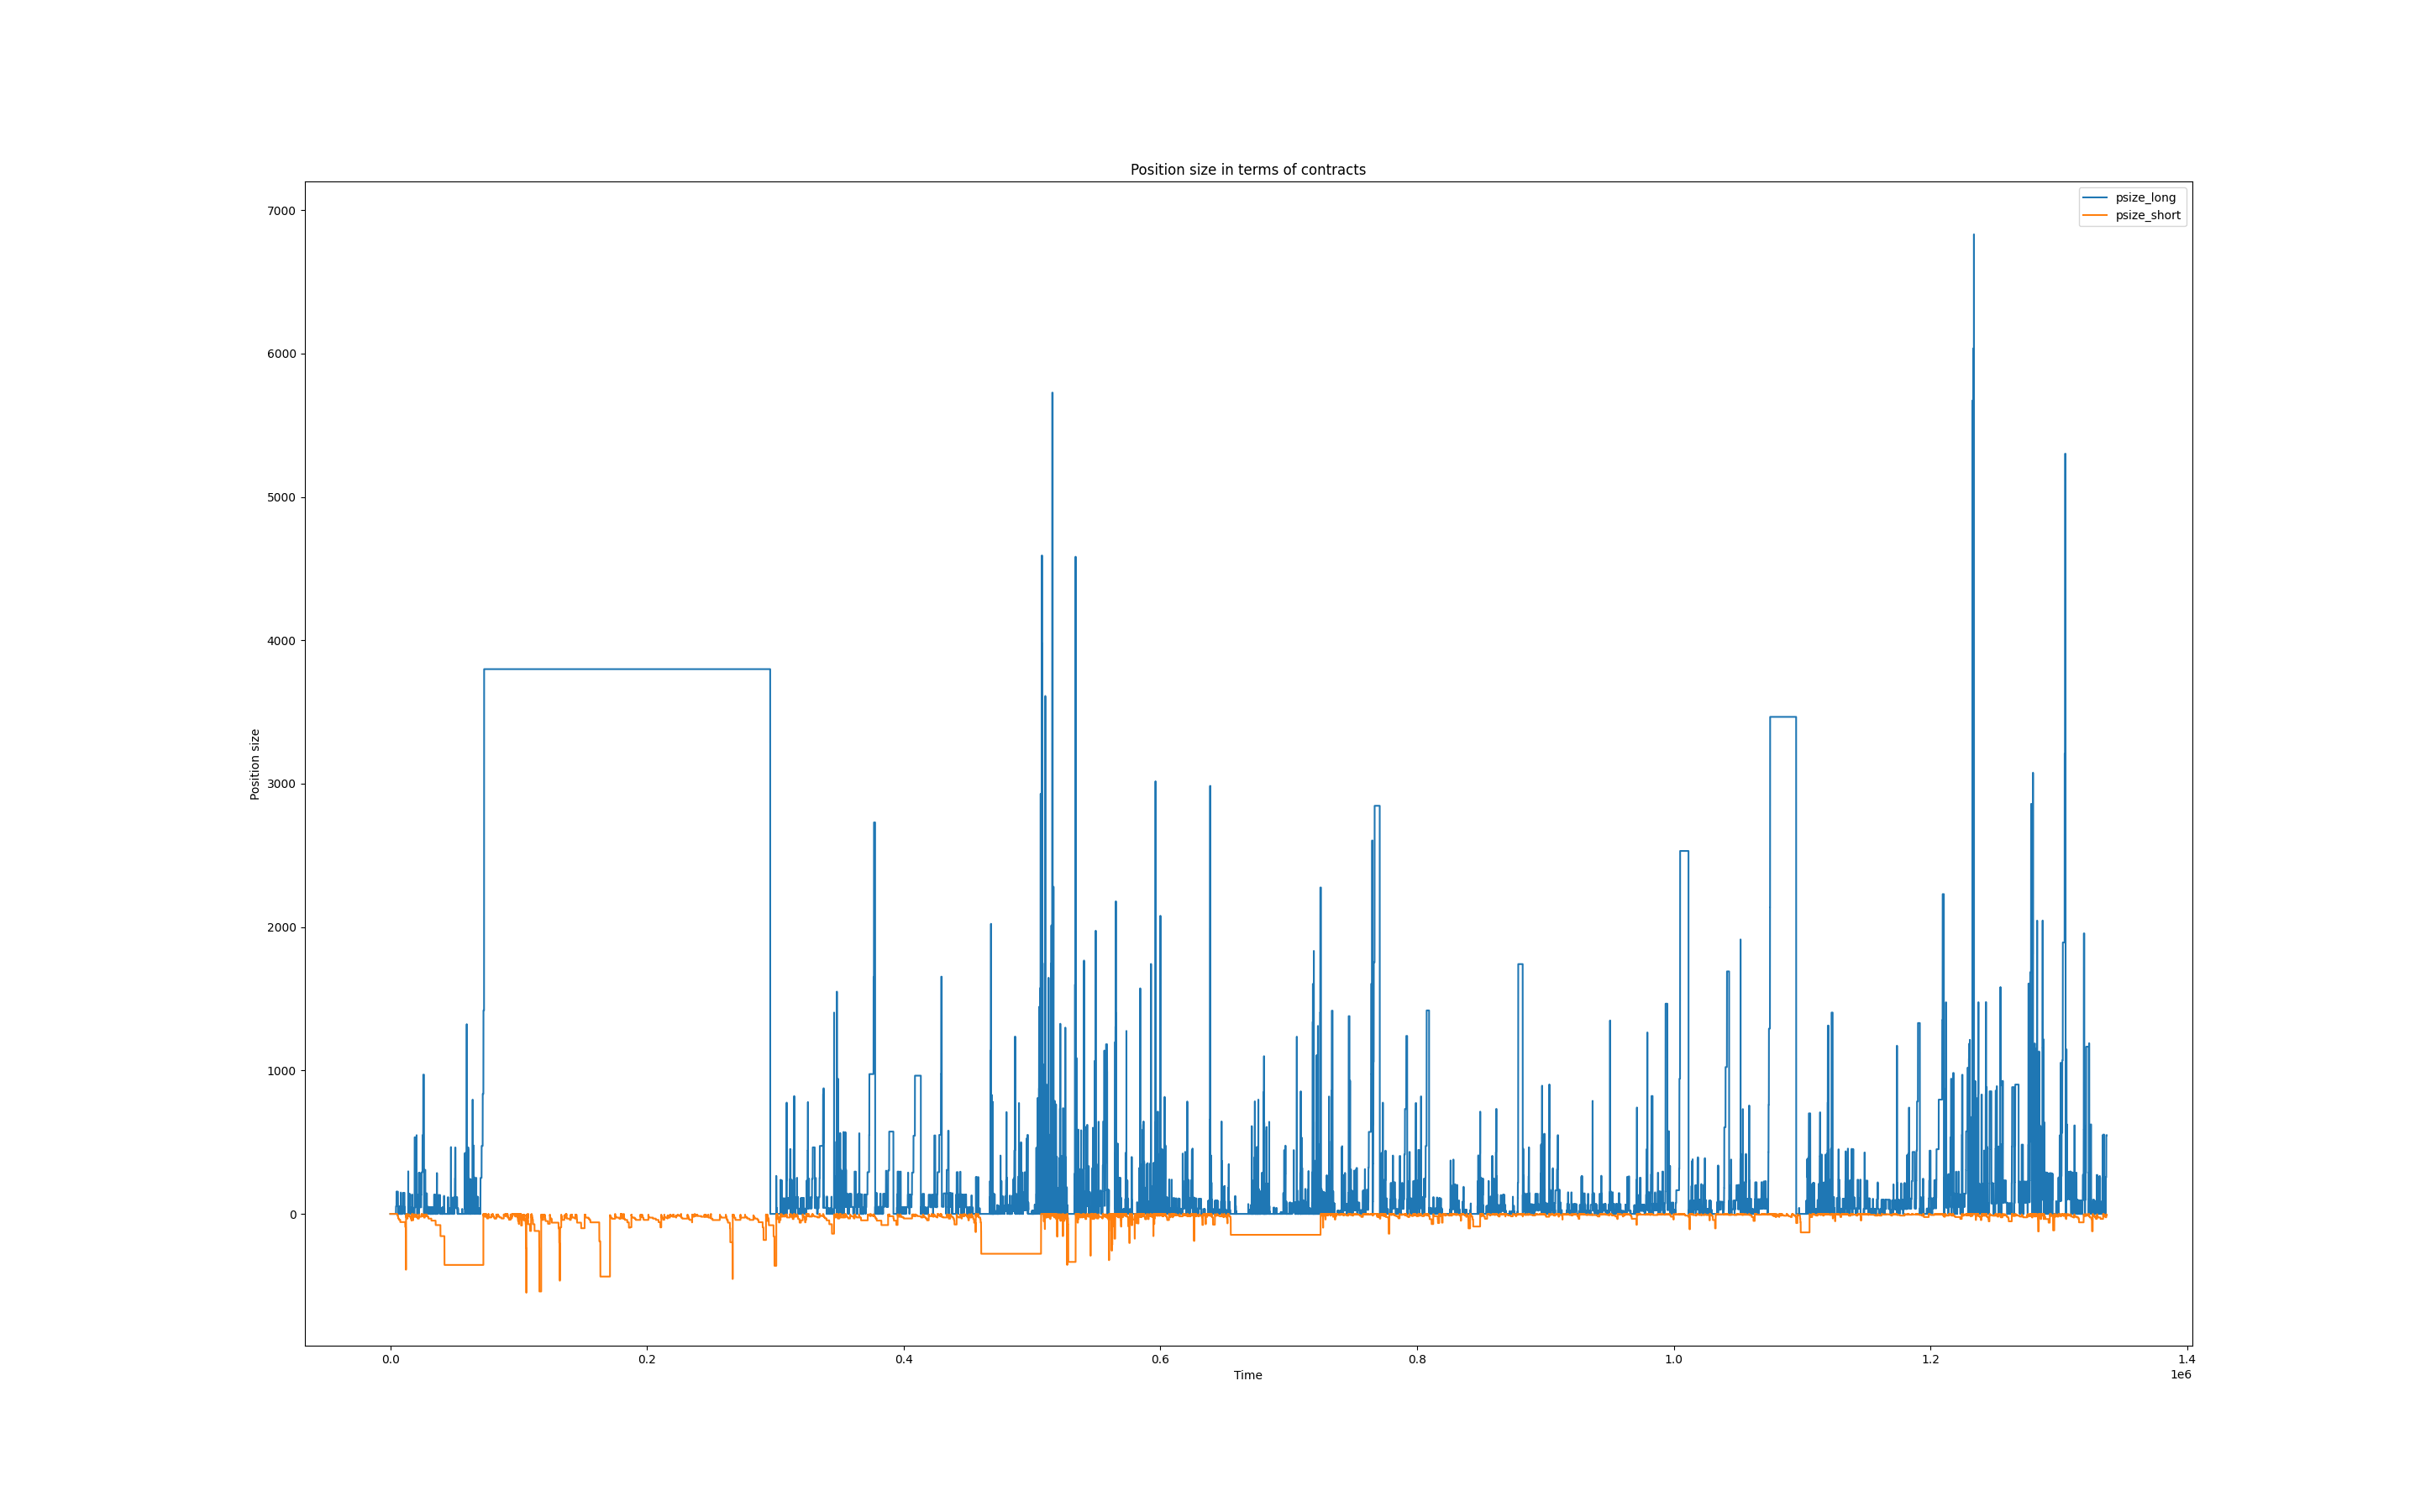 Position size in terms of contracts
psize_long
psize_short
7000
6000
5000
4000
3000
2000
1000
0
Position size
0.0 0.2 0.4 0.6 0.8 1.0 1.2 1.4
Time
1e6